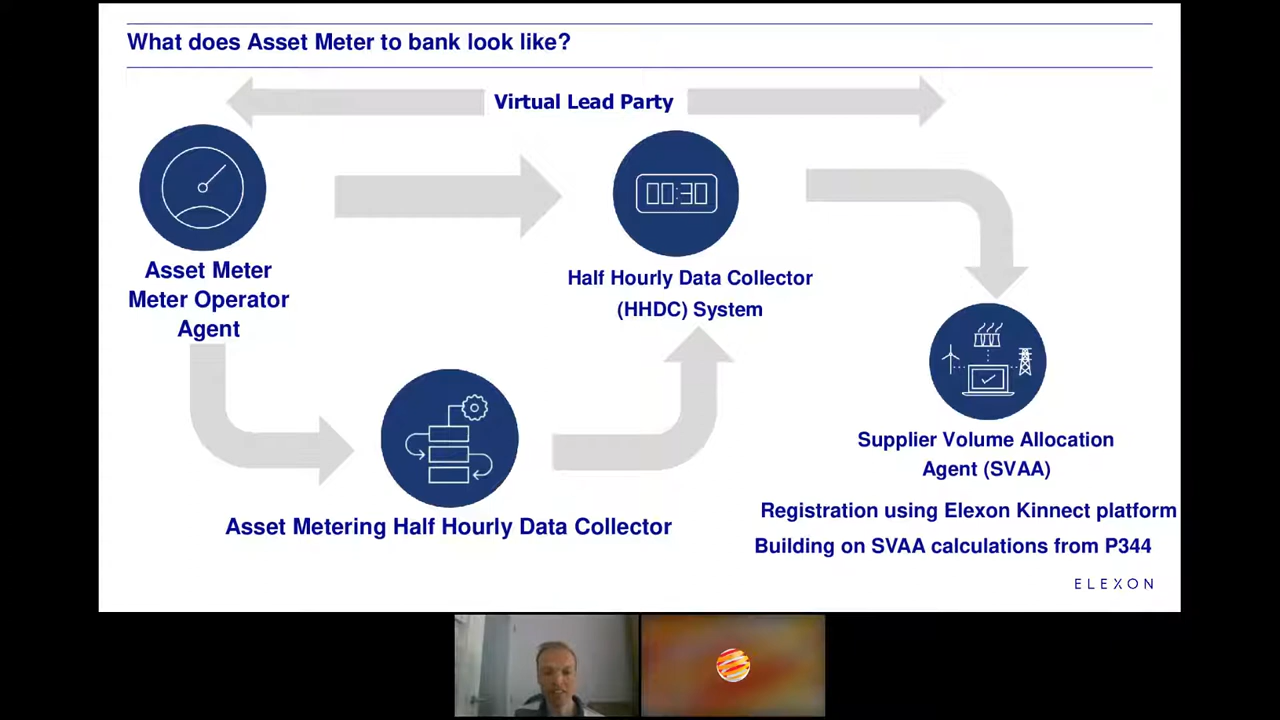 What does Asset Meter to bank look like?
Virtual Lead Party
00:30
Asset Meter
Meter Operator
Agent
Half Hourly Data Collector
(HHDC) System
Asset Metering Half Hourly Data Collector
Supplier Volume Allocation
Agent (SVAA)
Registration using Elexon Kinnect platform
Building on SVAA calculations from P344
ELEXON